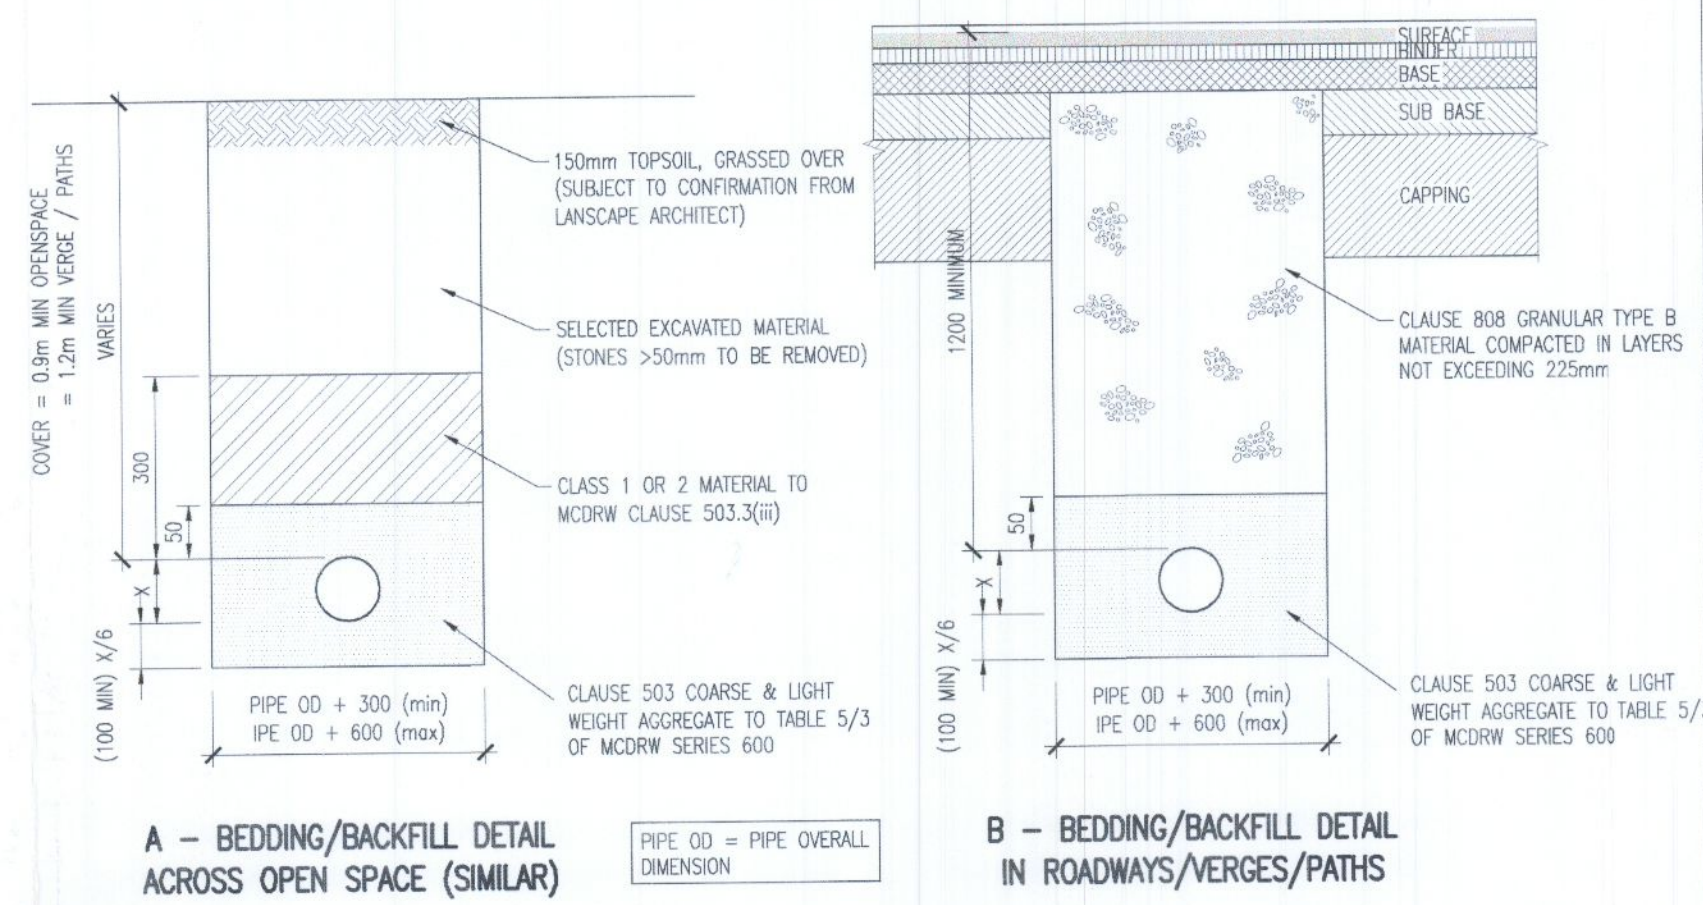 COVER = 0.9m MIN OPENSPACE
= 1.2m MIN VERGE / PATHS
VARIES
300
50
X
(100 MIN) X/6
150mm TOPSOIL, GRASSED OVER
(SUBJECT TO CONFIRMATION FROM
LANSCAPE ARCHITECT)
SELECTED EXCAVATED MATERIAL
(STONES >50mm TO BE REMOVED)
CLASS 1 OR 2 MATERIAL TO
MCDRW CLAUSE 503.3(iii)
CLAUSE 503 COARSE & LIGHT
WEIGHT AGGREGATE TO TABLE 5/3
OF MCDRW SERIES 600
PIPE OD + 300 (min)
IPE OD + 600 (max)
A - BEDDING/BACKFILL DETAIL
ACROSS OPEN SPACE (SIMILAR)
PIPE OD = PIPE OVERALL
DIMENSION
SURFACE
BINDER
BASE
SUB BASE
CAPPING
1200 MINIMUM
50
X
(100 MIN) X/6
CLAUSE 808 GRANULAR TYPE B
MATERIAL COMPACTED IN LAYERS
NOT EXCEEDING 225mm
CLAUSE 503 COARSE & LIGHT
WEIGHT AGGREGATE TO TABLE 5/
OF MCDRW SERIES 600
PIPE OD + 300 (min)
IPE OD + 600 (max)
B - BEDDING/BACKFILL DETAIL
IN ROADWAYS/VERGES/PATHS